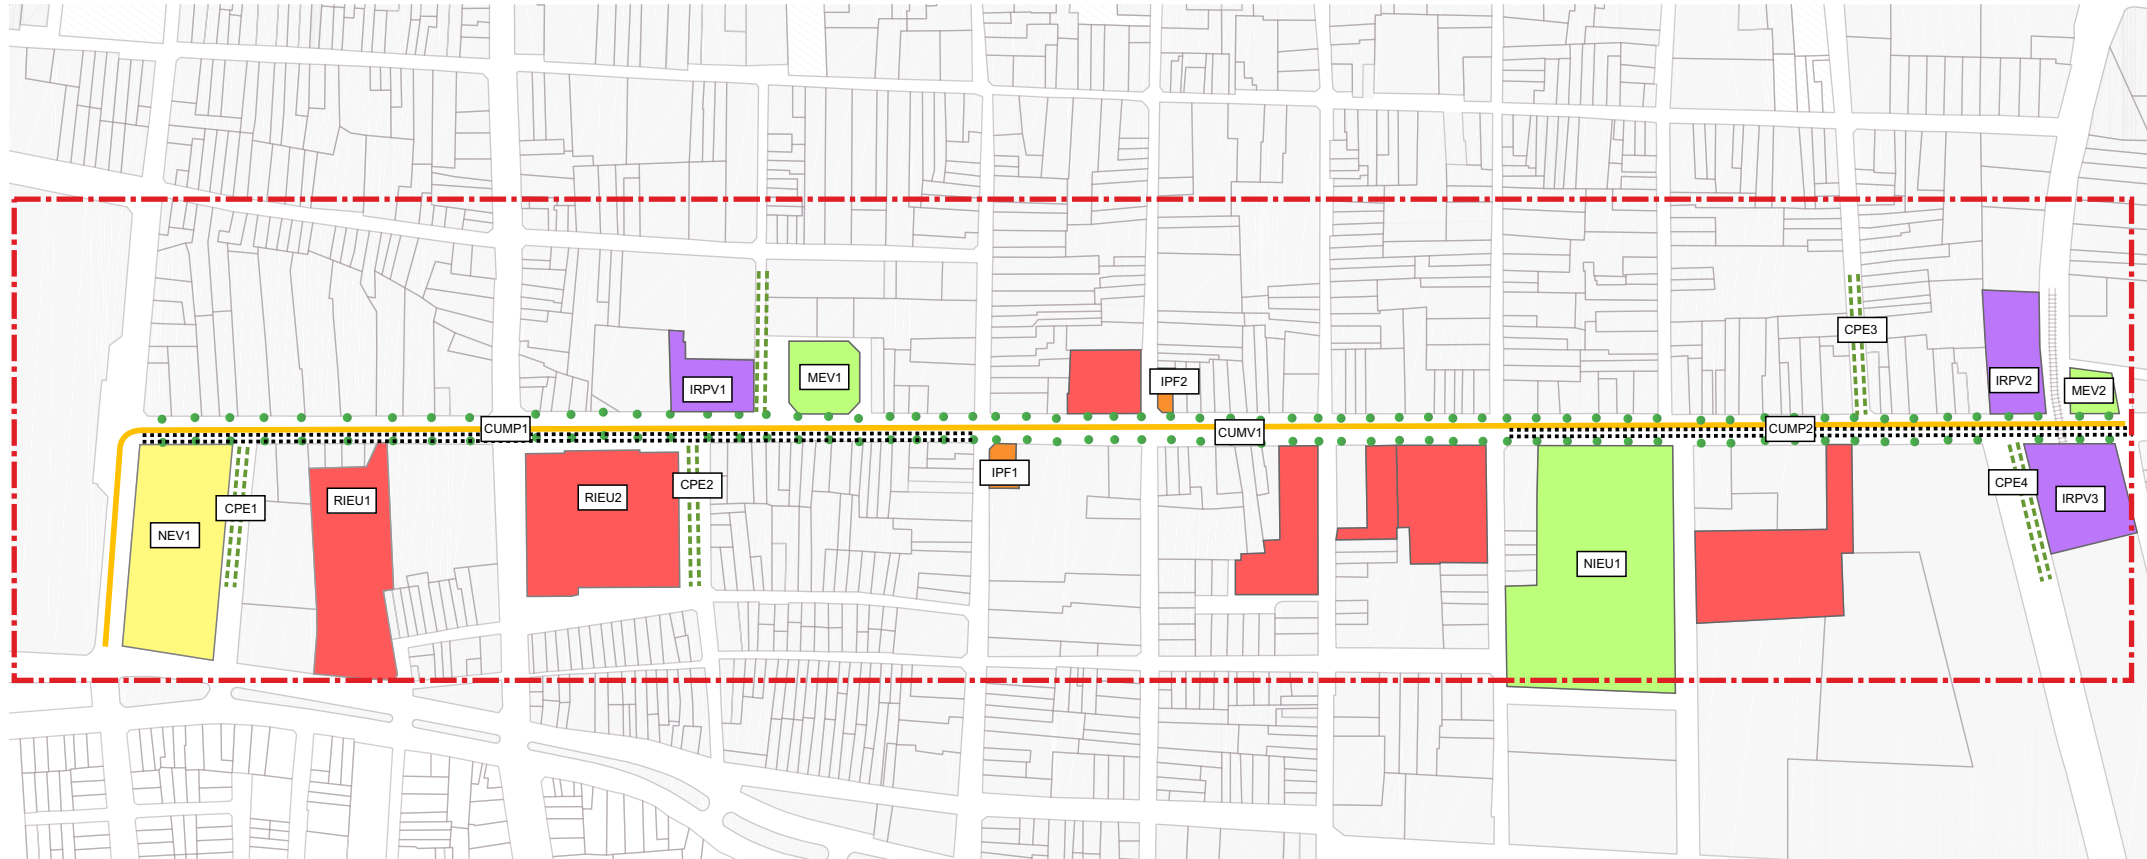 CPE3
IRPV1
MEV1
IPF2
IRPV2
MEV2
CUMP1
CUMV1
CUMP2
IPF1
CPE2
CPE4
RIEU1
RIEU2
IRPV3
CPE1
NEV1
NIEU1